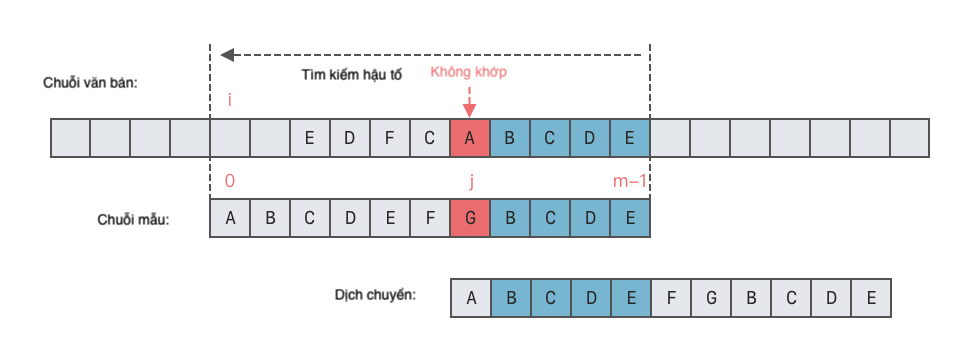 Tìm kiếm hậu tố Không khớp
Chuỗi văn bản:
i
E D F C A B C D E
0 j m–1
Chuỗi mẫu: A B C D E F G B C D E
Dịch chuyển: A B C D E F G B C D E